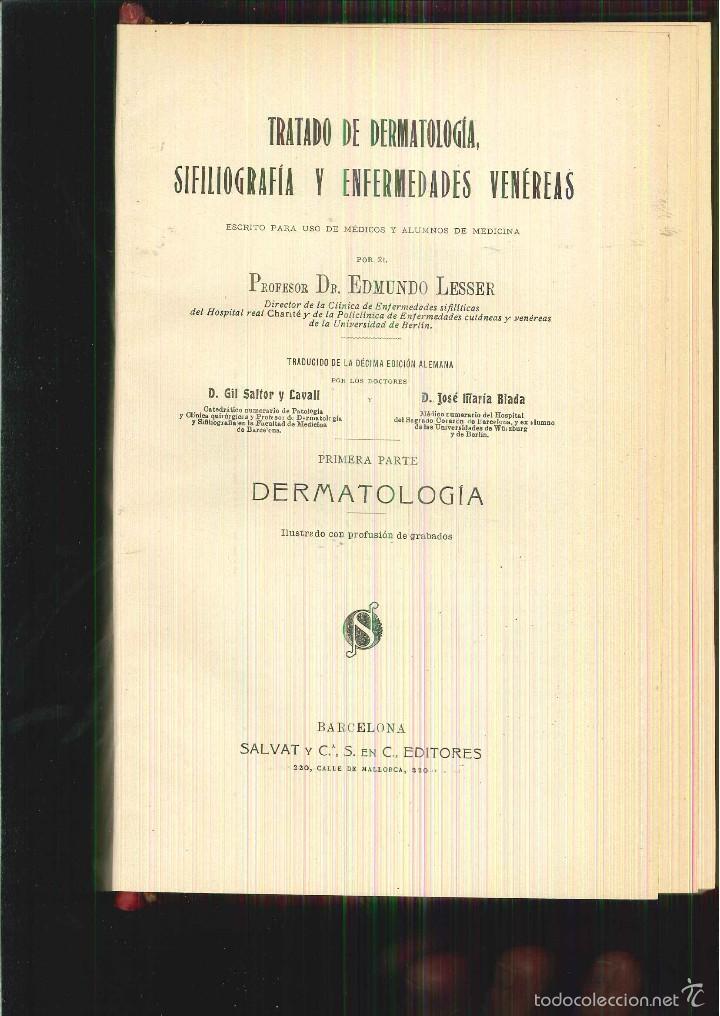 TRATADO DE DERMATOLOGÍA,
SIFILIOGRAFÍA Y ENFERMEDADES VENÉREAS
ESCRITO PARA USO DE MÉDICOS Y ALUMNOS DE MEDICINA
POR EL
PROFESOR DR. EDMUNDO LESSER
Director de la Clínica de Enfermedades sifilíticas
del Hospital real Charité y de la Policlínica de Enfermedades cutáneas y venéreas
de la Universidad de Berlín.
TRADUCIDO DE LA DÉCIMA EDICIÓN ALEMANA
POR LOS DOCTORES
D. Gil Saltor y Lavall
Catedrático numerario de Patología
y Clínica quirúrgicas y Profesor de Dermatología
y Sifiliografía en la Facultad de Medicina
de Barcelona.
Y
D. José María Blada
Médico numerario del Hospital
del Sagrado Corazón de Barcelona, y ex alumno
de las Universidades de Würzburg
y de Berlín.
PRIMERA PARTE
DERMATOLOGÍA
Ilustrado con profusión de grabados
S
BARCELONA
SALVAT Y C.ª, S. EN C., EDITORES
220, CALLE DE MALLORCA, 220
todocoleccion.net